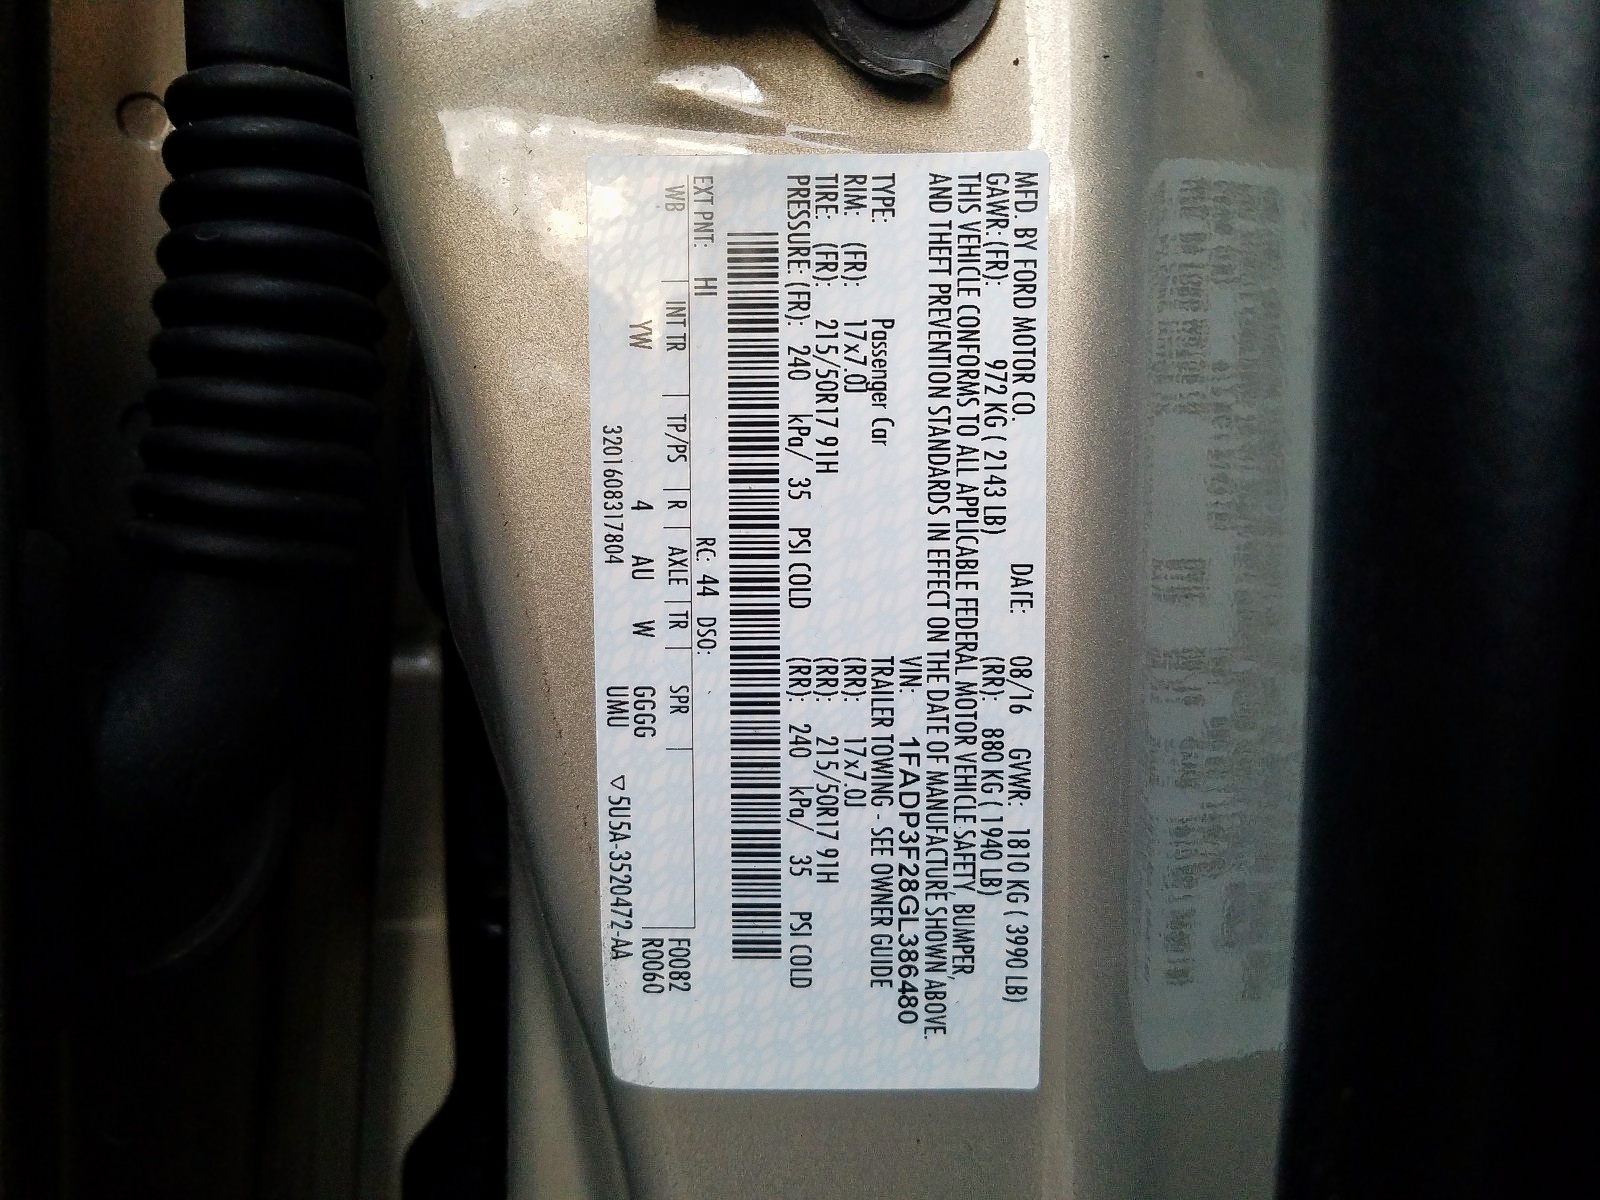 MFD. BY FORD MOTOR CO. DATE: 08/16 GVWR: 1810 KG ( 3990 LB)
GAWR: (FR): 972 KG ( 2143 LB) (RR): 880 KG ( 1940 LB)
THIS VEHICLE CONFORMS TO ALL APPLICABLE FEDERAL MOTOR VEHICLE SAFETY, BUMPER,
AND THEFT PREVENTION STANDARDS IN EFFECT ON THE DATE OF MANUFACTURE SHOWN ABOVE.
VIN: 1FADP3F28GL386480
TYPE: Passenger Car TRAILER TOWING - SEE OWNER GUIDE
RIM: (FR): 17x7.0J (RR): 17x7.0J
TIRE: (FR): 215/50R17 91H (RR): 215/50R17 91H
PRESSURE: (FR): 240 kPa/ 35 PSI COLD (RR): 240 kPa/ 35 PSI COLD
EXT PNT: HI RC: 44 DSO:
WB INT TR TP/PS R AXLE TR SPR F0082
YW 4 AU W GGGG R0060
3201608317804 UMU ▽5U5A-3520472-AA